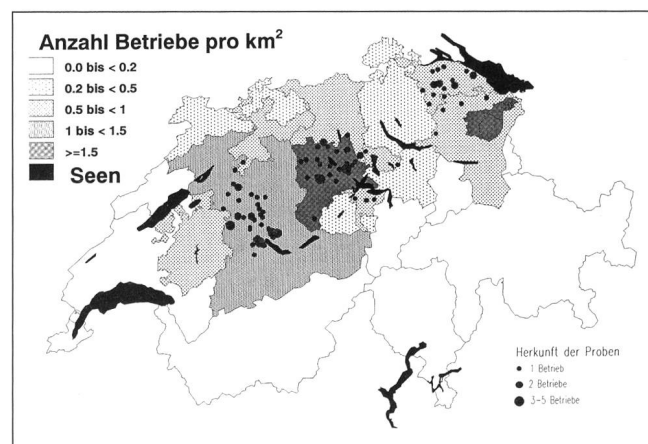 Anzahl Betriebe pro km²
0.0 bis < 0.2
0.2 bis < 0.5
0.5 bis < 1
1 bis < 1.5
>=1.5
Seen
Herkunft der Proben
1 Betrieb
2 Betriebe
3-5 Betriebe